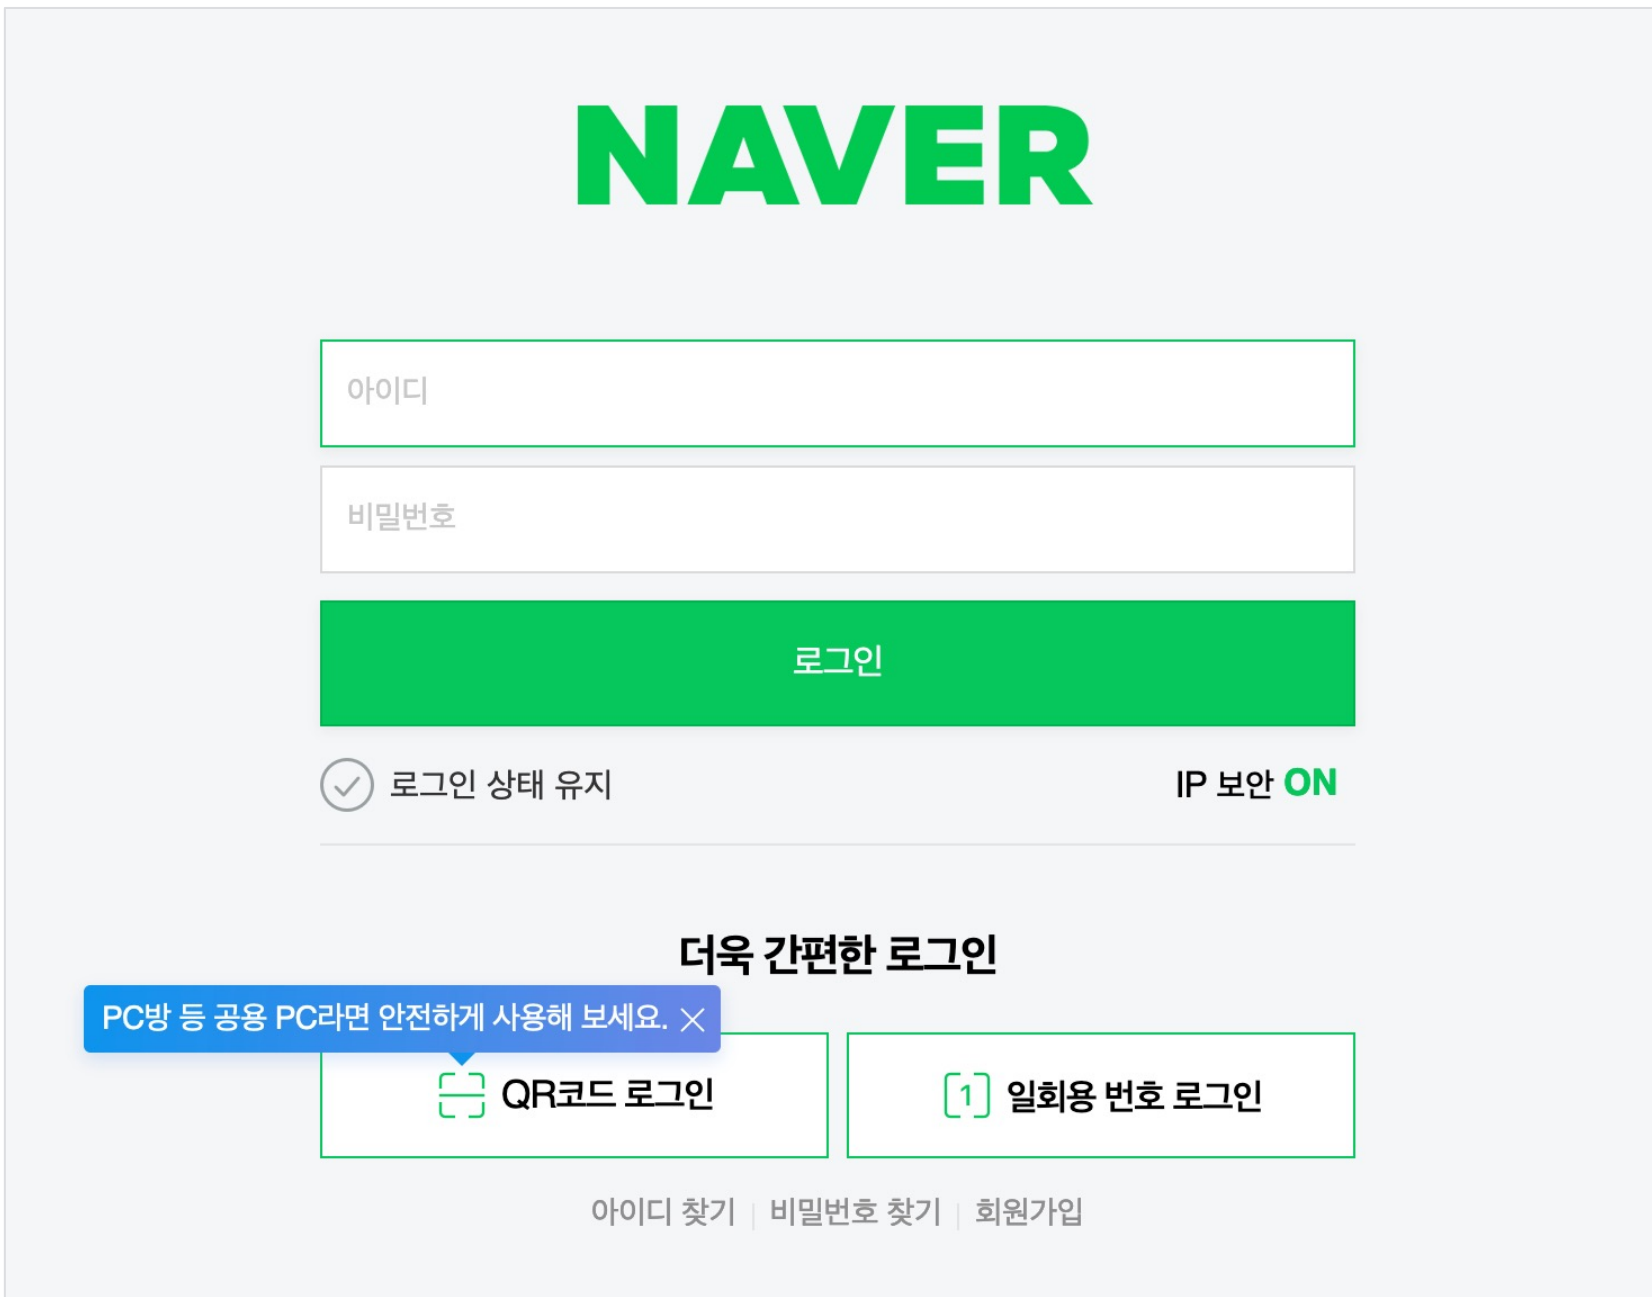 NAVER
아이디
비밀번호
로그인
로그인 상태 유지 IP 보안 ON
더욱 간편한 로그인
PC방 등 공용 PC라면 안전하게 사용해 보세요.
QR코드 로그인 1 일회용 번호 로그인
아이디 찾기 비밀번호 찾기 회원가입